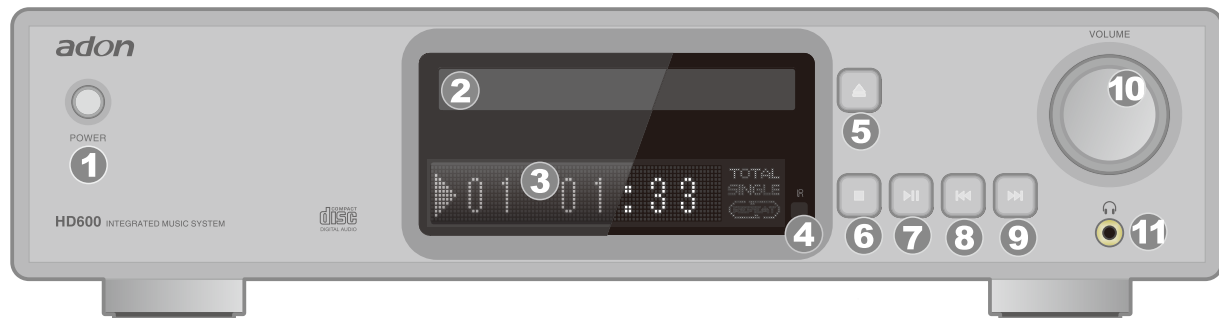 adon
VOLUME
2
10
POWER
1
5
3
01 01:33
TOTAL
SINGLE
REPEAT
IR
HD600 INTEGRATED MUSIC SYSTEM
COMPACT
disc
DIGITAL AUDIO
4
6
7
8
9
11